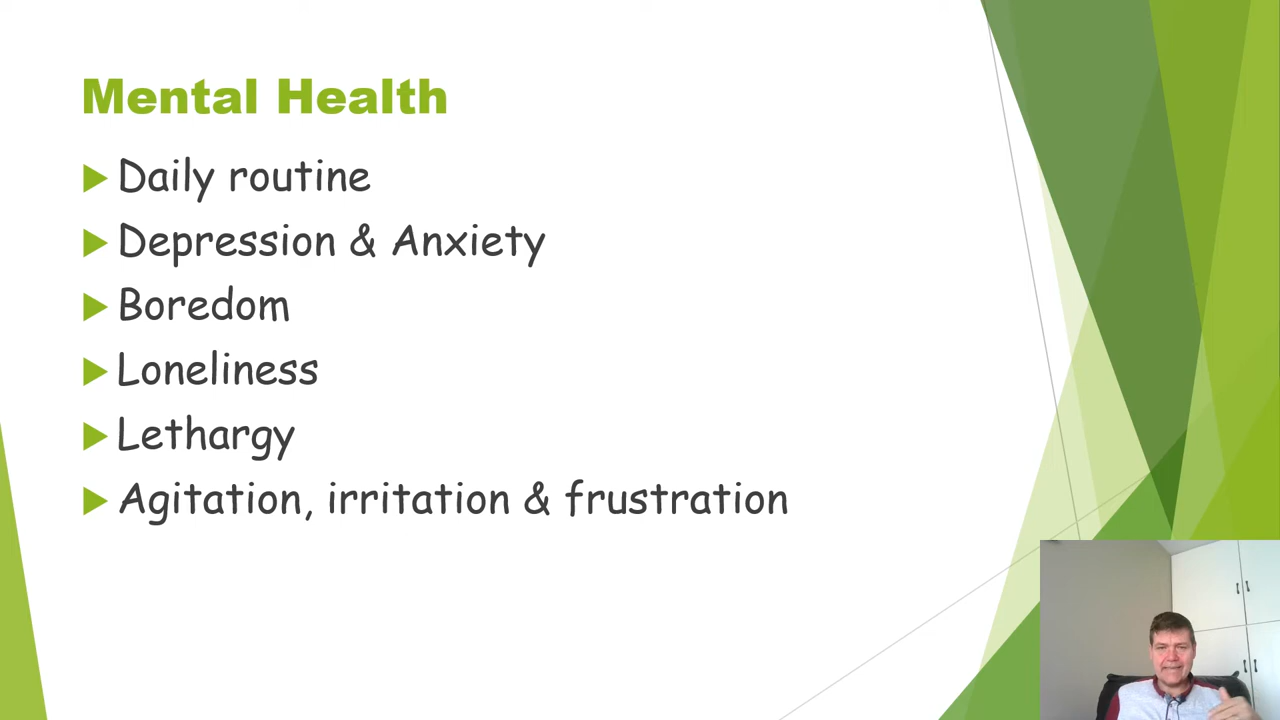 Mental Health
Daily routine
Depression & Anxiety
Boredom
Loneliness
Lethargy
Agitation, irritation & frustration